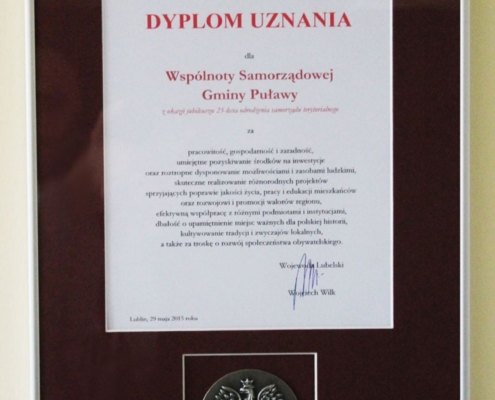 DYPLOM UZNANIA
dla
Wspólnoty Samorządowej
Gminy Puławy
z okazji jubileuszu 25-lecia odrodzenia samorządu terytorialnego
za
pracowitość, gospodarność i zaradność,
umiejętne pozyskiwanie środków na inwestycje
oraz roztropne dysponowanie możliwościami i zasobami ludzkimi,
skuteczne realizowanie różnorodnych projektów
sprzyjających poprawie jakości życia, pracy i edukacji mieszkańców
oraz rozwojowi i promocji walorów regionu,
efektywną współpracę z różnymi podmiotami i instytucjami,
dbałość o upamiętnienie miejsc ważnych dla polskiej historii,
kultywowanie tradycji i zwyczajów lokalnych,
a także za troskę o rozwój społeczeństwa obywatelskiego.
Wojewoda Lubelski
Wojciech Wilk
Lublin, 29 maja 2015 roku